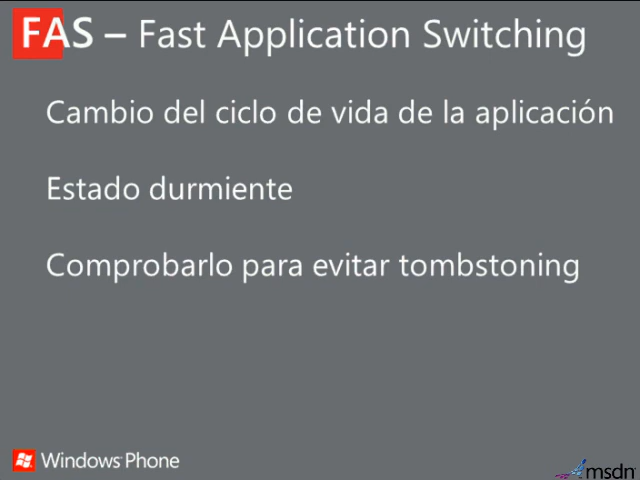 FAS – Fast Application Switching
Cambio del ciclo de vida de la aplicación
Estado durmiente
Comprobarlo para evitar tombstoning
Windows Phone
msdn